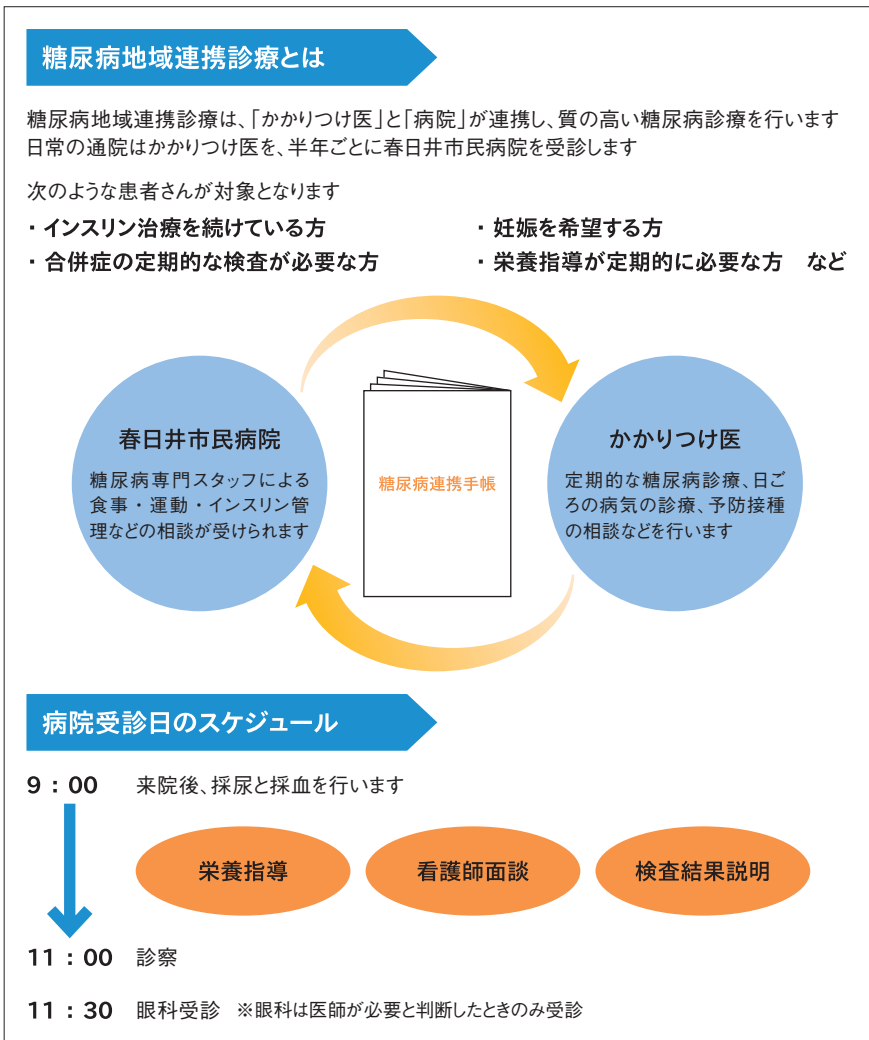 糖尿病地域連携診療とは
糖尿病地域連携診療は、「かかりつけ医」と「病院」が連携し、質の高い糖尿病診療を行います
日常の通院はかかりつけ医を、半年ごとに春日井市民病院を受診します
次のような患者さんが対象となります
・インスリン治療を続けている方
・妊娠を希望する方
・合併症の定期的な検査が必要な方
・栄養指導が定期的に必要な方　など
春日井市民病院
糖尿病専門スタッフによる
食事・運動・インスリン管
理などの相談が受けられます
糖尿病連携手帳
かかりつけ医
定期的な糖尿病診療、日ご
ろの病気の診療、予防接種
の相談などを行います
病院受診日のスケジュール
9：00　来院後、採尿と採血を行います
栄養指導
看護師面談
検査結果説明
11：00　診察
11：30　眼科受診　※眼科は医師が必要と判断したときのみ受診